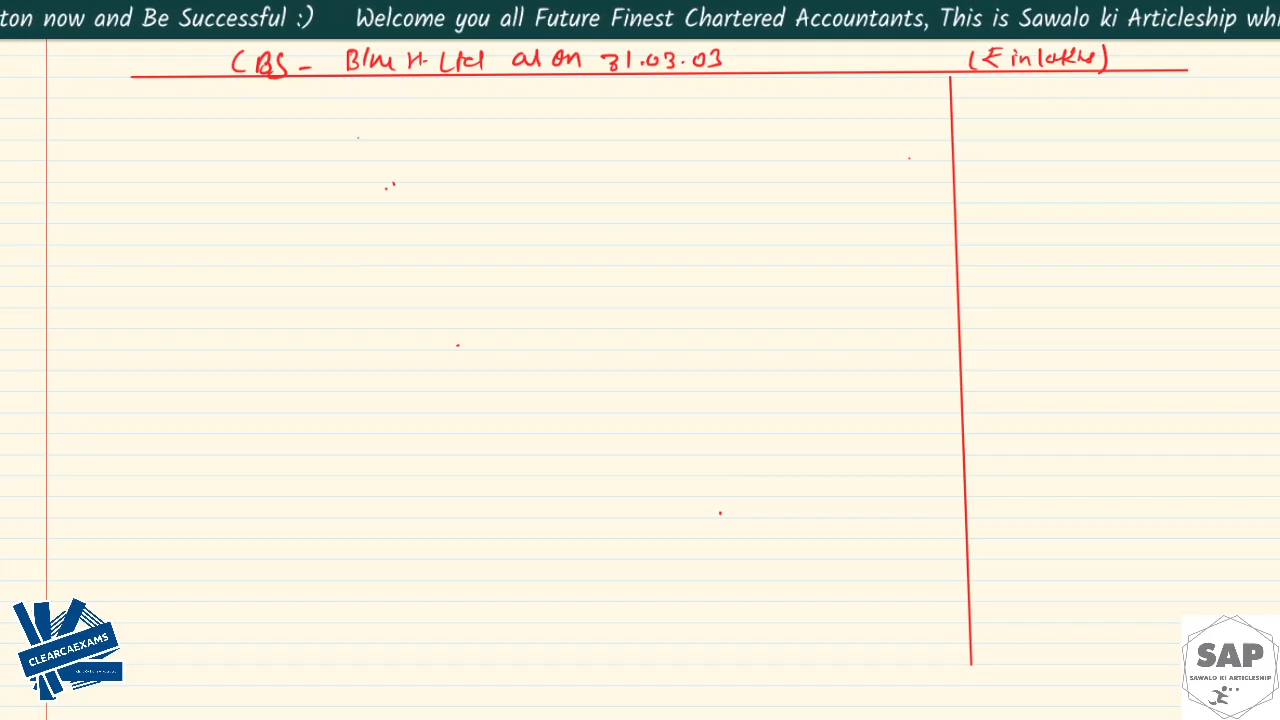 ton now and Be Successful :) Welcome you all Future Finest Chartered Accountants, This is Sawalo ki Articleship whi
CBS - Blue H. Ltd as on 31.03.03 (₹ in lakhs)
CLEARCAEXAMS
SAP
SAWALO KI ARTICLESHIP